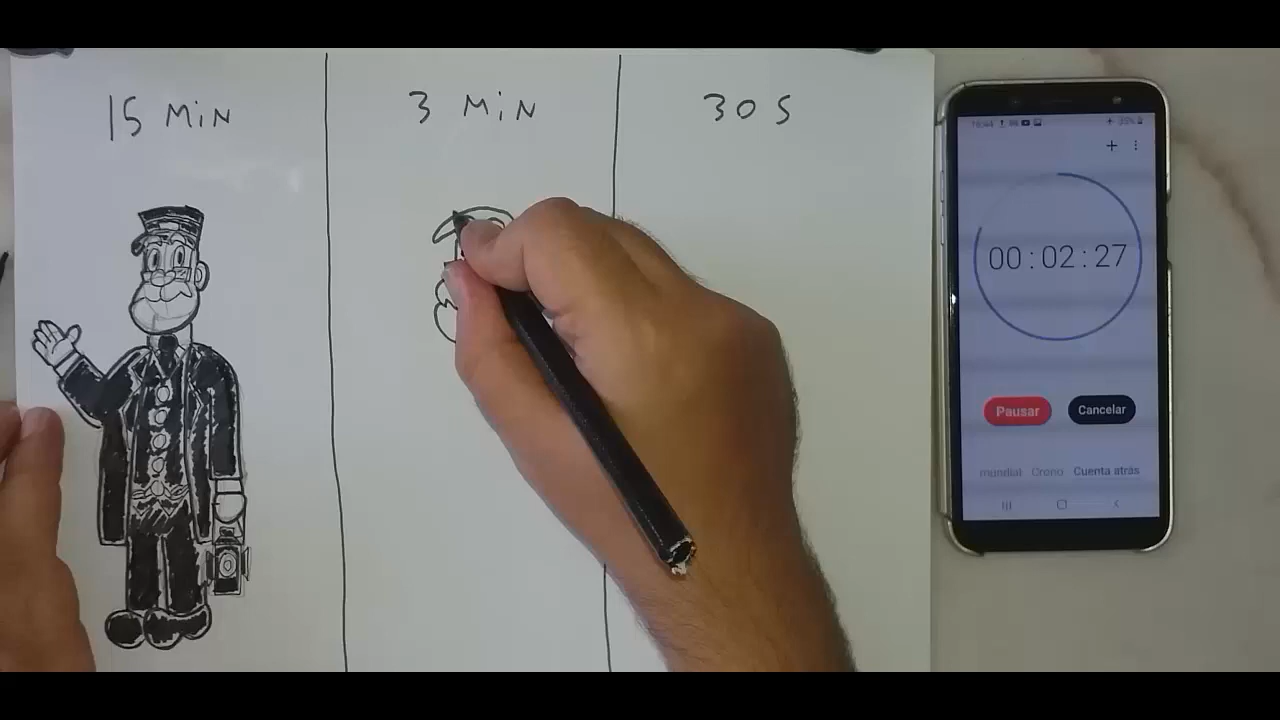 15 MiN
3 MiN
30 S
00 : 02 : 27
Pausar
Cancelar
mundial Crono Cuenta atrás